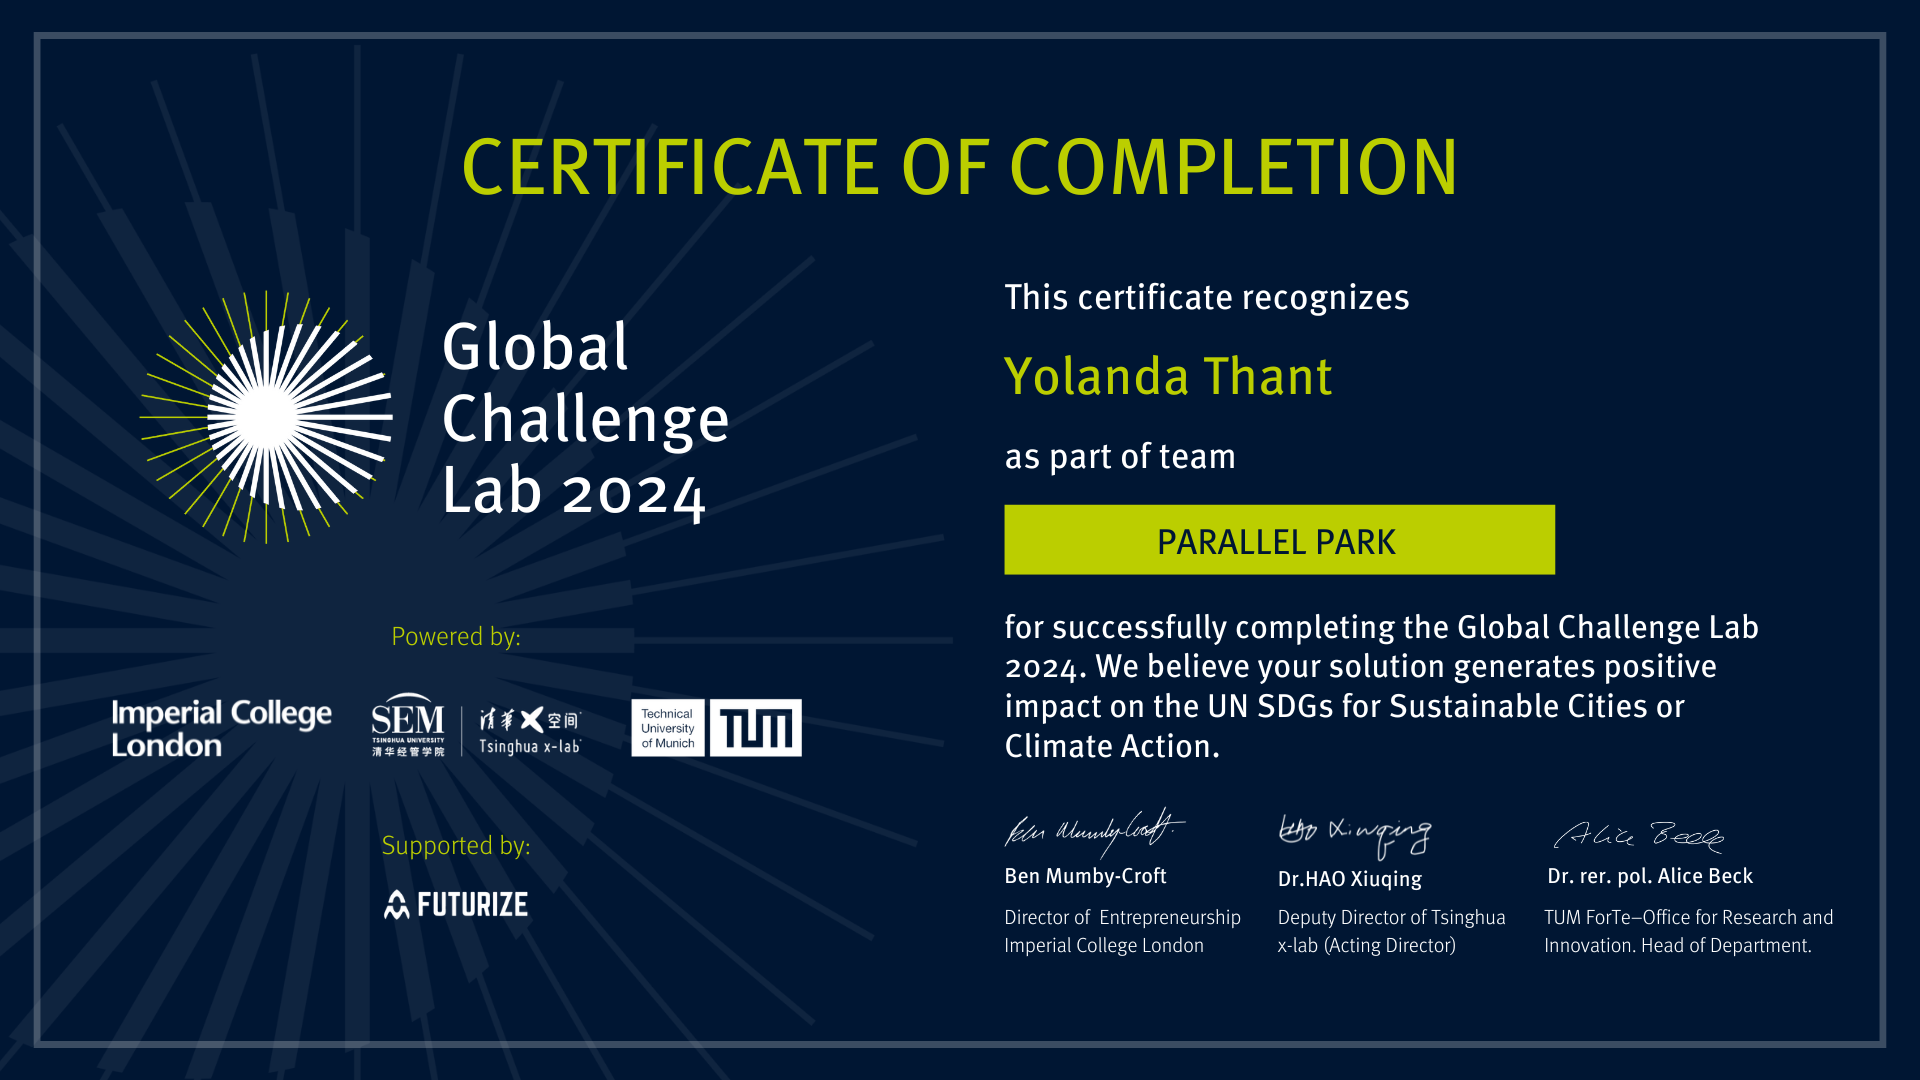 CERTIFICATE OF COMPLETION
Global
Challenge
Lab 2024
Powered by:
Imperial College
London
SEM
TSINGHUA UNIVERSITY
清华经管学院
清華X空间
Tsinghua x-lab
Technical
University
of Munich
TUM
Supported by:
FUTURIZE
This certificate recognizes
Yolanda Thant
as part of team
PARALLEL PARK
for successfully completing the Global Challenge Lab
2024. We believe your solution generates positive
impact on the UN SDGs for Sustainable Cities or
Climate Action.
Ben Mumby-Croft
Ben Mumby-Croft
Director of Entrepreneurship
Imperial College London
HAO Xiuqing
Dr.HAO Xiuqing
Deputy Director of Tsinghua
x-lab (Acting Director)
Alice Beck
Dr. rer. pol. Alice Beck
TUM ForTe–Office for Research and
Innovation. Head of Department.